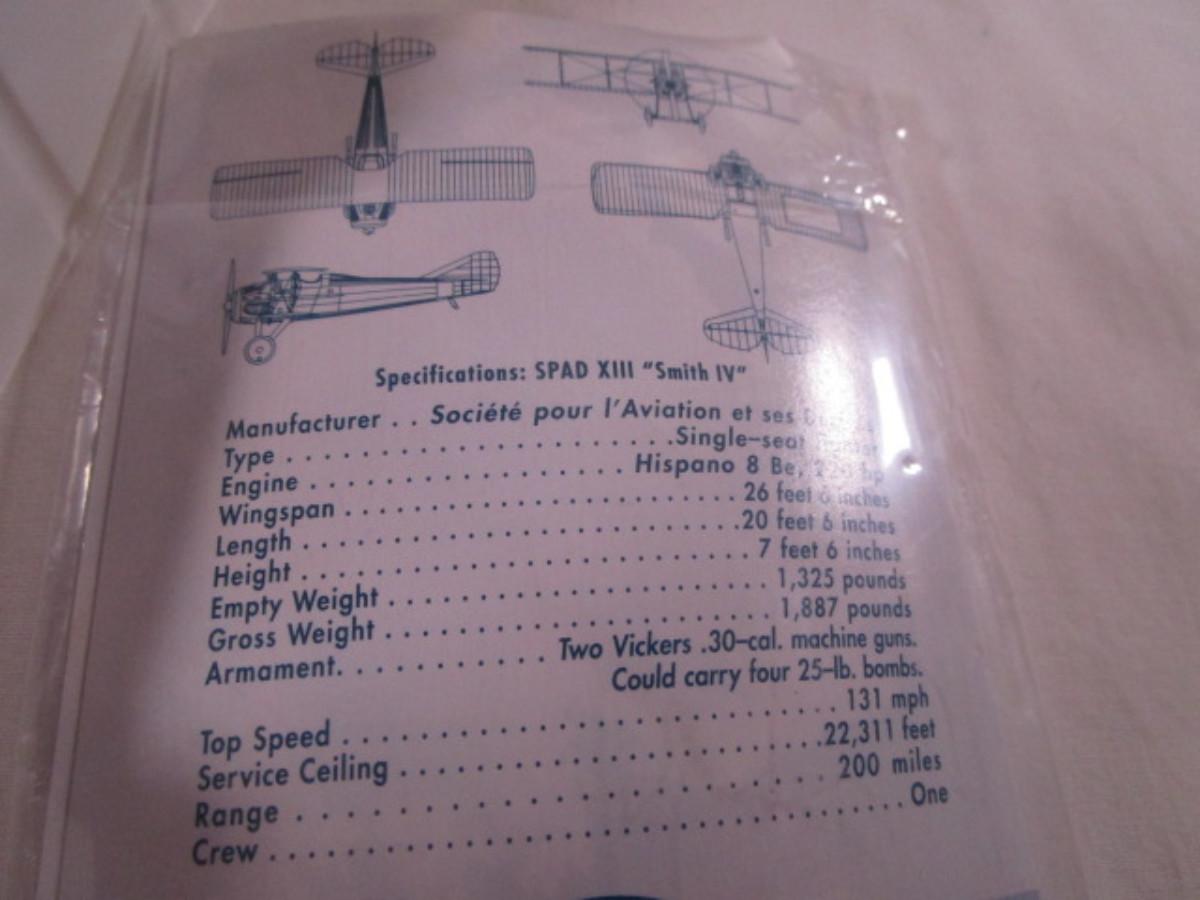 Specifications: SPAD XIII "Smith IV"
Manufacturer . . Société pour l'Aviation et ses
Type . . . . . . . . . . . . . . . . . . . . . . . . . Single-seat
Engine . . . . . . . . . . . . . . . . . . . . Hispano 8 Be, hp
Wingspan . . . . . . . . . . . . . . . . . . . . . . . . . 26 feet 6 inches
Length . . . . . . . . . . . . . . . . . . . . . . . . . . . . 20 feet 6 inches
Height . . . . . . . . . . . . . . . . . . . . . . . . . . . . . 7 feet 6 inches
Empty Weight . . . . . . . . . . . . . . . . . . . . . . . . 1,325 pounds
Gross Weight . . . . . . . . . . . . . . . . . . . . . . . . 1,887 pounds
Armament. . . . . . . . . . . Two Vickers .30-cal. machine guns.
Could carry four 25-lb. bombs.
Top Speed . . . . . . . . . . . . . . . . . . . . . . . . . . . . . . 131 mph
Service Ceiling . . . . . . . . . . . . . . . . . . . . . . . . . .22,311 feet
Range . . . . . . . . . . . . . . . . . . . . . . . . . . . . 200 miles
Crew . . . . . . . . . . . . . . . . . . . . . . . . . . . . . . . . . . . . . . One